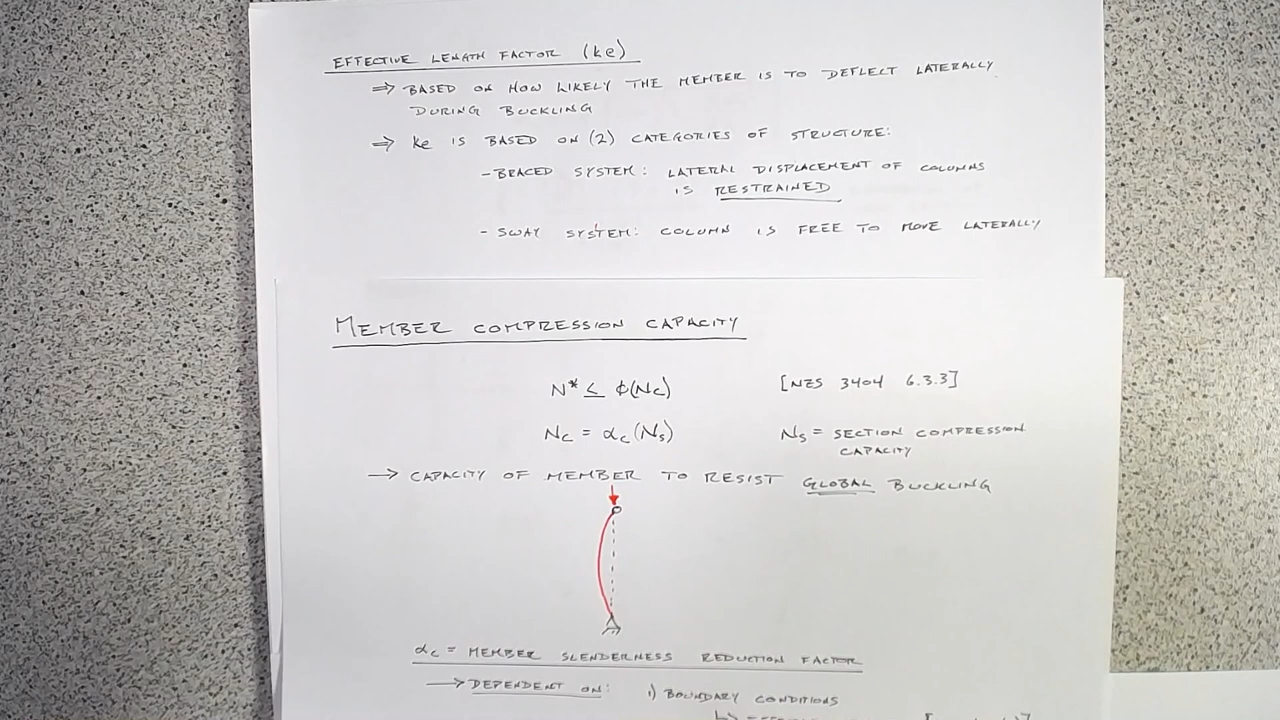 EFFECTIVE LENGTH FACTOR (ke)
⇒ BASED ON HOW LIKELY THE MEMBER IS TO DEFLECT LATERALLY
DURING BUCKLING
⇒ ke IS BASED ON (2) CATEGORIES OF STRUCTURE:
- BRACED SYSTEM: LATERAL DISPLACEMENT OF COLUMNS
IS RESTRAINED
- SWAY SYSTEM: COLUMN IS FREE TO MOVE LATERALLY
MEMBER COMPRESSION CAPACITY
N* ≤ ϕ(Nc) [NZS 3404 6.3.3]
Nc = αc(Ns) Ns = SECTION COMPRESSION
CAPACITY
→ CAPACITY OF MEMBER TO RESIST GLOBAL BUCKLING
αc = MEMBER SLENDERNESS REDUCTION FACTOR
→ DEPENDENT ON: 1) BOUNDARY CONDITIONS